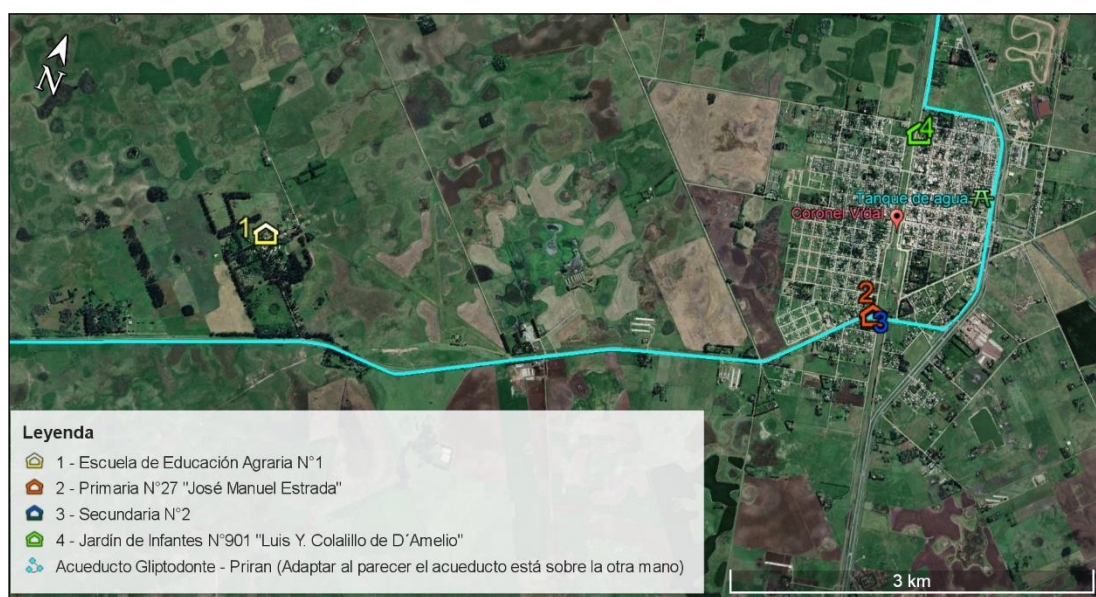 N
4
1
Tanque de agua
Coronel Vidal
2
3
Leyenda
1 - Escuela de Educación Agraria N°1
2 - Primaria N°27 "José Manuel Estrada"
3 - Secundaria N°2
4 - Jardín de Infantes N°901 "Luis Y. Colalillo de D´Amelio"
Acueducto Gliptodonte - Priran (Adaptar al parecer el acueducto está sobre la otra mano)
3 km